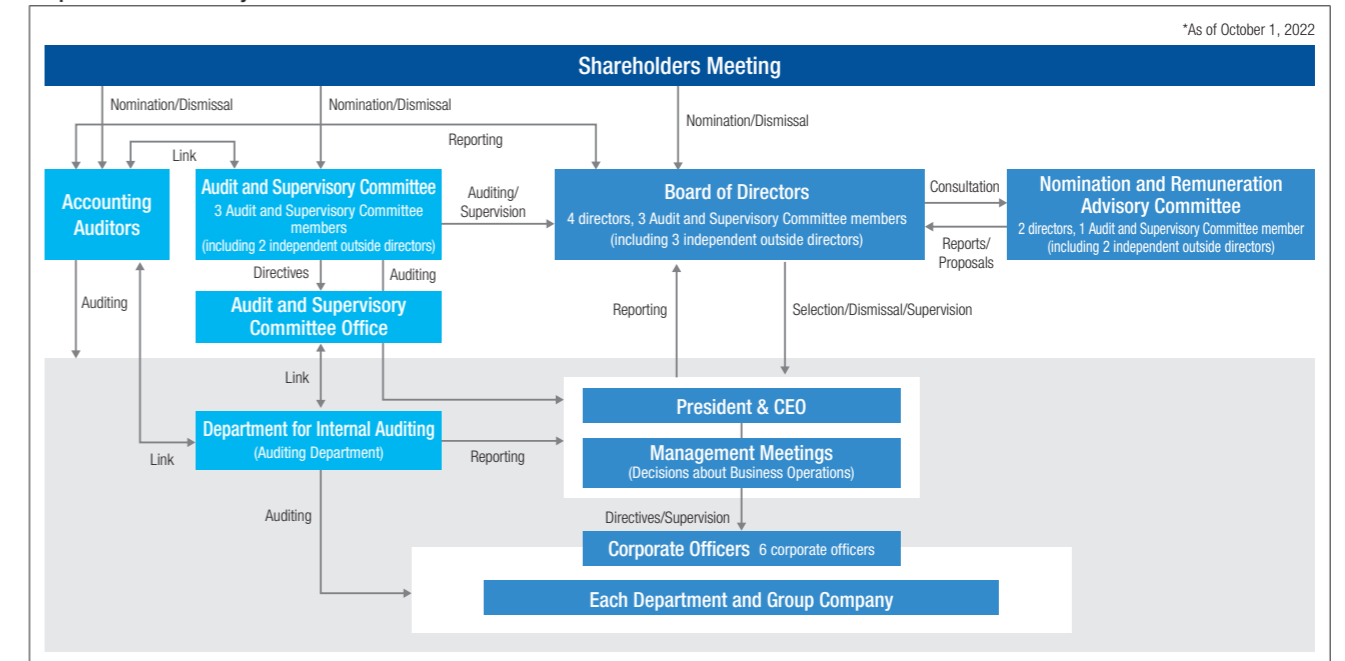 *As of October 1, 2022
Shareholders Meeting
Nomination/Dismissal
Nomination/Dismissal
Nomination/Dismissal
Reporting
Link
Accounting
Auditors
Audit and Supervisory Committee
3 Audit and Supervisory Committee
members
(including 2 independent outside directors)
Auditing/
Supervision
Board of Directors
4 directors, 3 Audit and Supervisory Committee members
(including 3 independent outside directors)
Consultation
Reports/
Proposals
Nomination and Remuneration
Advisory Committee
2 directors, 1 Audit and Supervisory Committee member
(including 2 independent outside directors)
Directives
Auditing
Auditing
Audit and Supervisory
Committee Office
Reporting
Selection/Dismissal/Supervision
Link
President & CEO
Department for Internal Auditing
(Auditing Department)
Link
Reporting
Management Meetings
(Decisions about Business Operations)
Auditing
Directives/Supervision
Corporate Officers 6 corporate officers
Each Department and Group Company